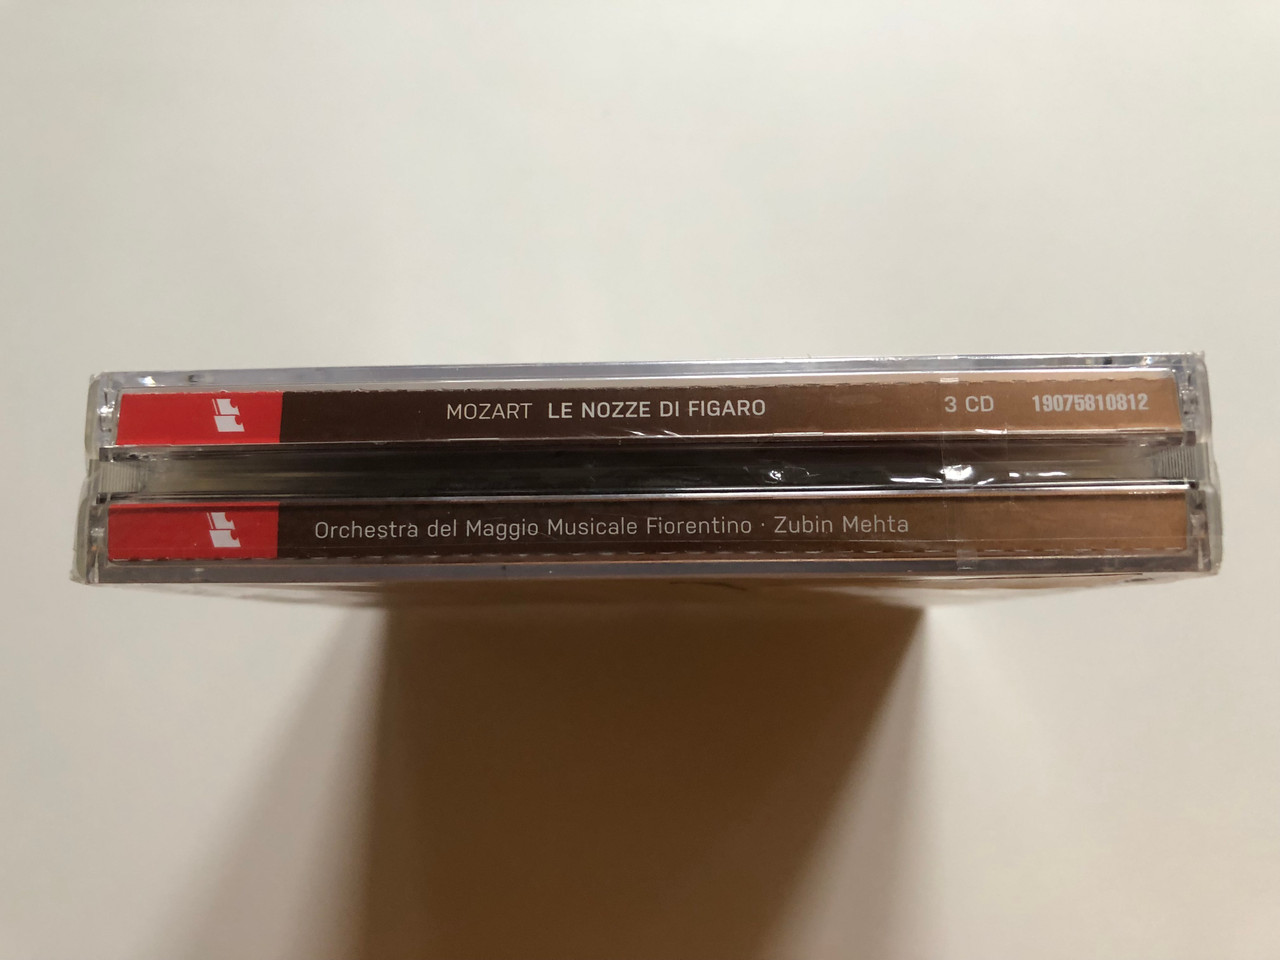 MOZART LE NOZZE DI FIGARO 3 CD 19075810812
Orchestra del Maggio Musicale Fiorentino · Zubin Mehta